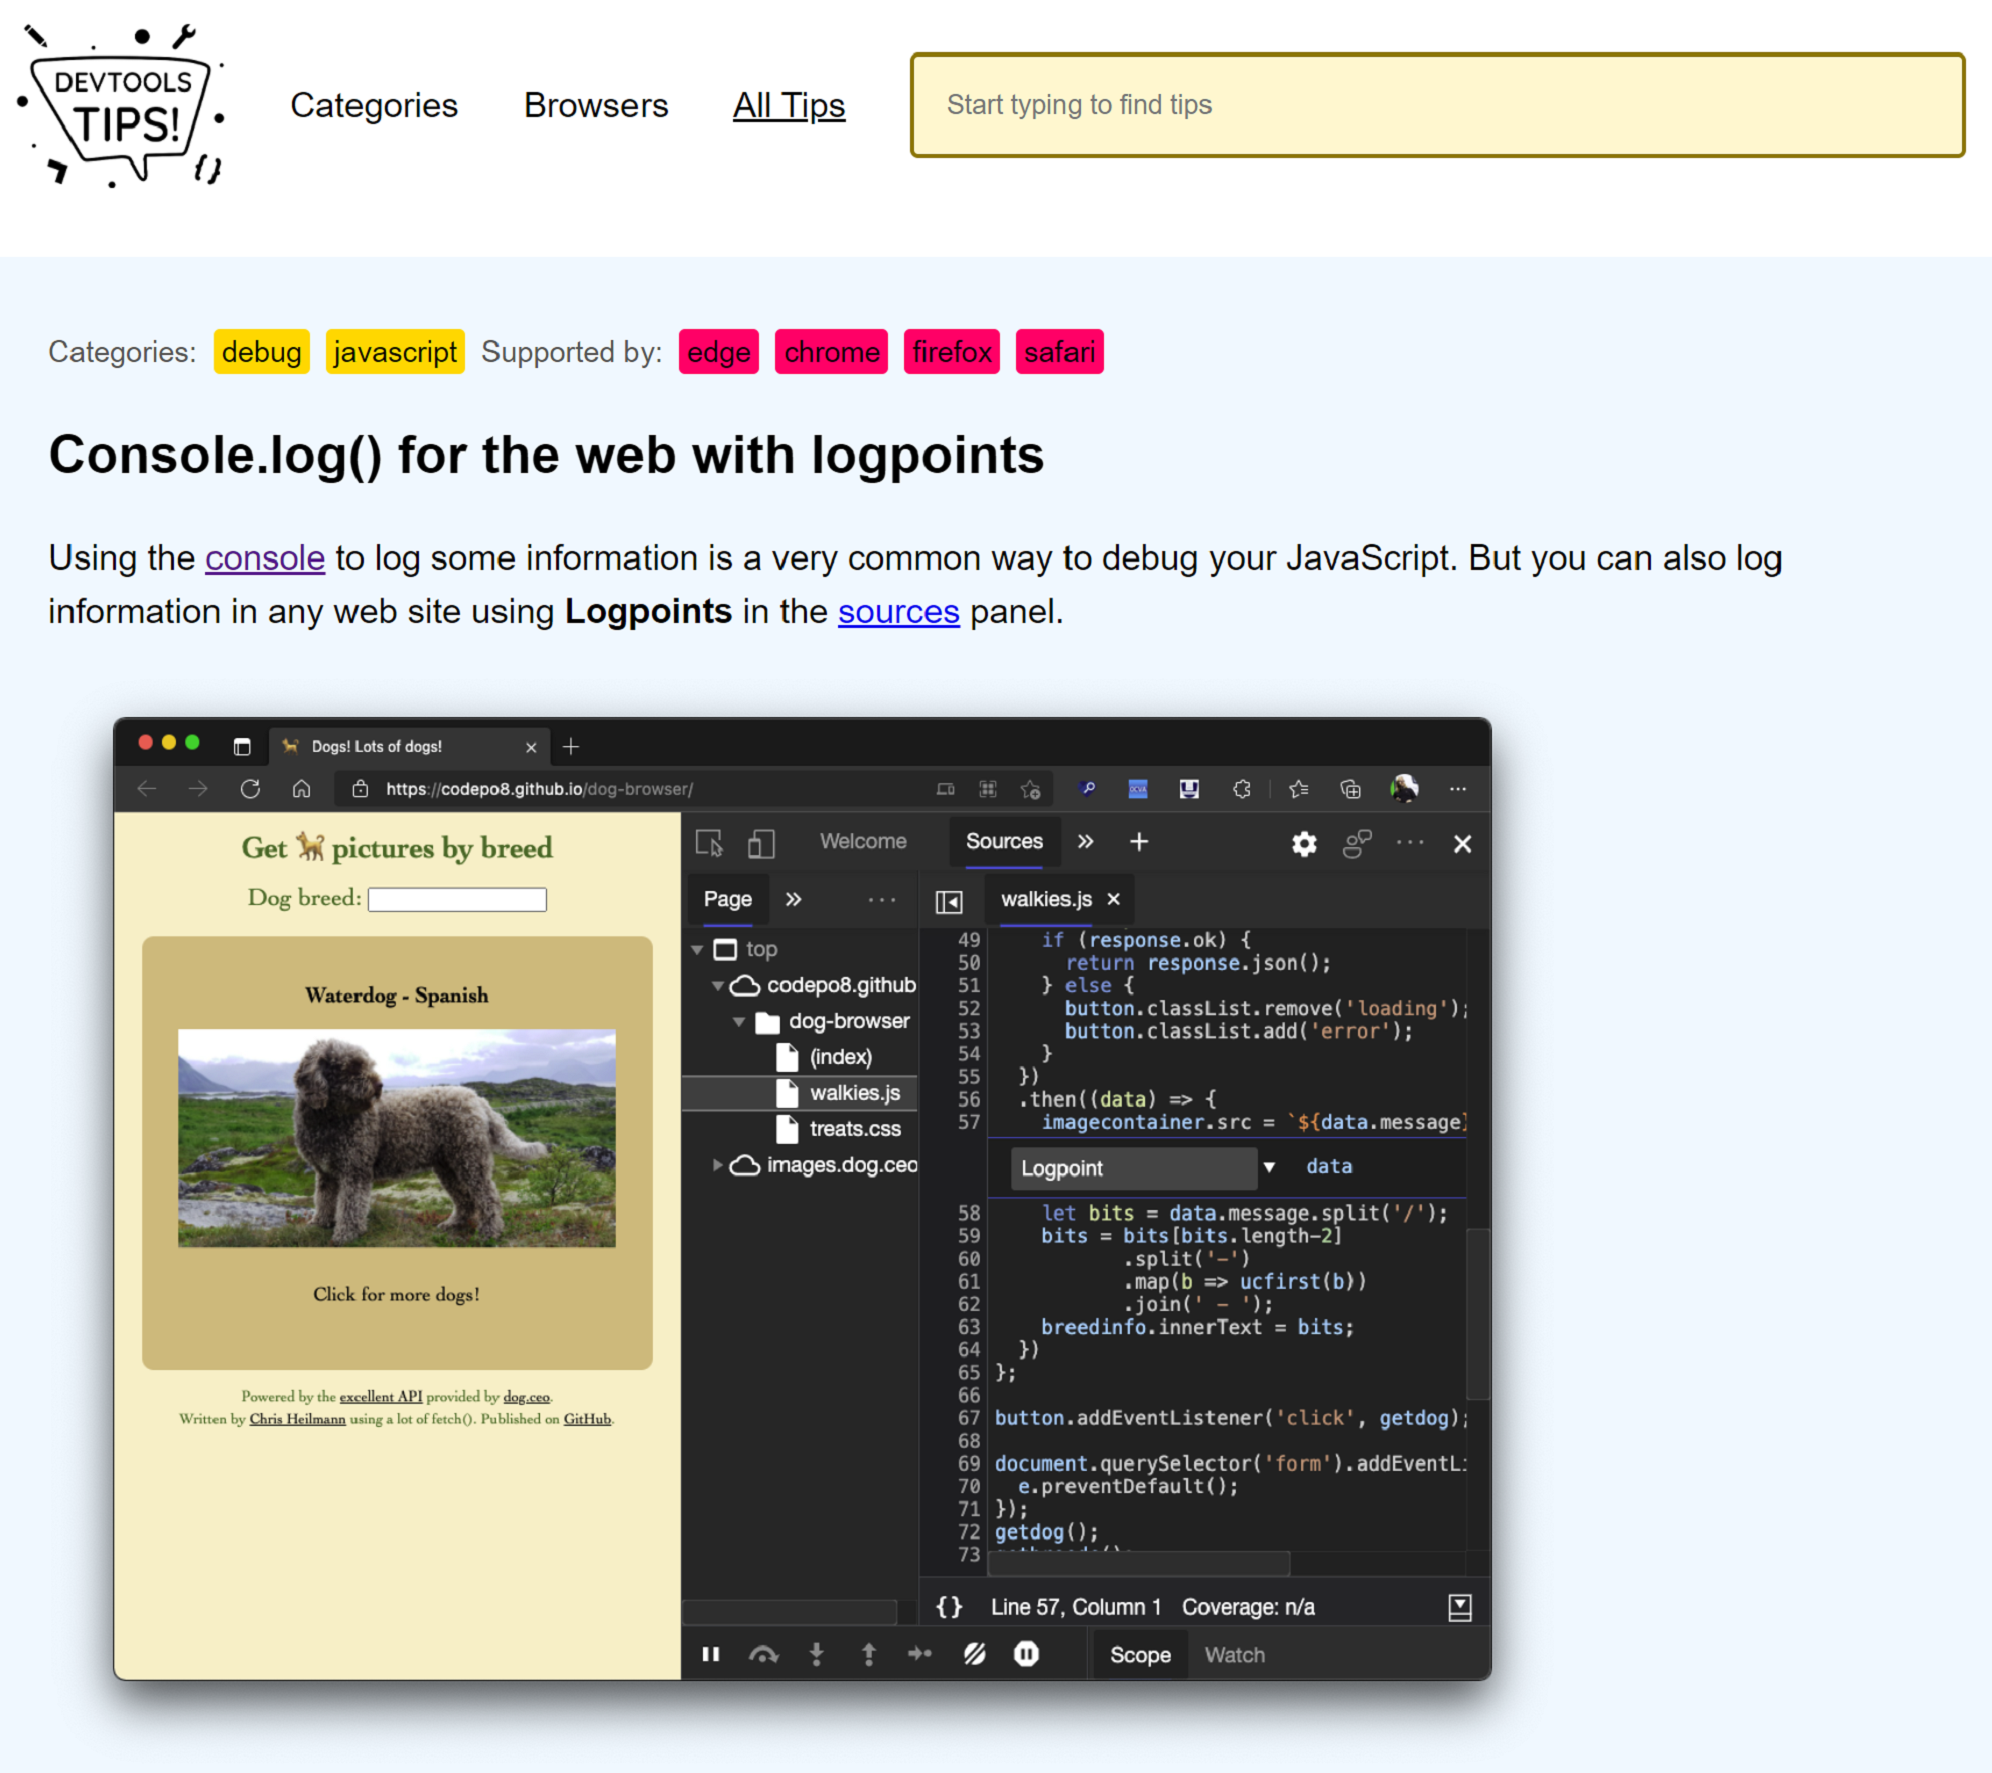 DEVTOOLS
TIPS!
Categories Browsers All Tips Start typing to find tips
Categories: debug javascript Supported by: edge chrome firefox safari
Console.log() for the web with logpoints
Using the console to log some information is a very common way to debug your JavaScript. But you can also log
information in any web site using Logpoints in the sources panel.
Dogs! Lots of dogs!
https://codepo8.github.io/dog-browser/
Get pictures by breed
Dog breed:
Waterdog - Spanish
Click for more dogs!
Powered by the excellent API provided by dog.ceo.
Written by Chris Heilmann using a lot of fetch(). Published on GitHub.
Welcome Sources
Page
top
codepo8.github
dog-browser
(index)
walkies.js
treats.css
images.dog.ceo
walkies.js
49 if (response.ok) {
50 return response.json();
51 } else {
52 button.classList.remove('loading');
53 button.classList.add('error');
54 }
55 })
56 .then((data) => {
57 imagecontainer.src = `${data.message}
Logpoint data
58 let bits = data.message.split('/');
59 bits = bits[bits.length-2]
60 .split('-')
61 .map(b => ucfirst(b))
62 .join(' - ');
63 breedinfo.innerText = bits;
64 })
65 };
66
67 button.addEventListener('click', getdog);
68
69 document.querySelector('form').addEventLi
70 e.preventDefault();
71 });
72 getdog();
73
{} Line 57, Column 1 Coverage: n/a
Scope Watch